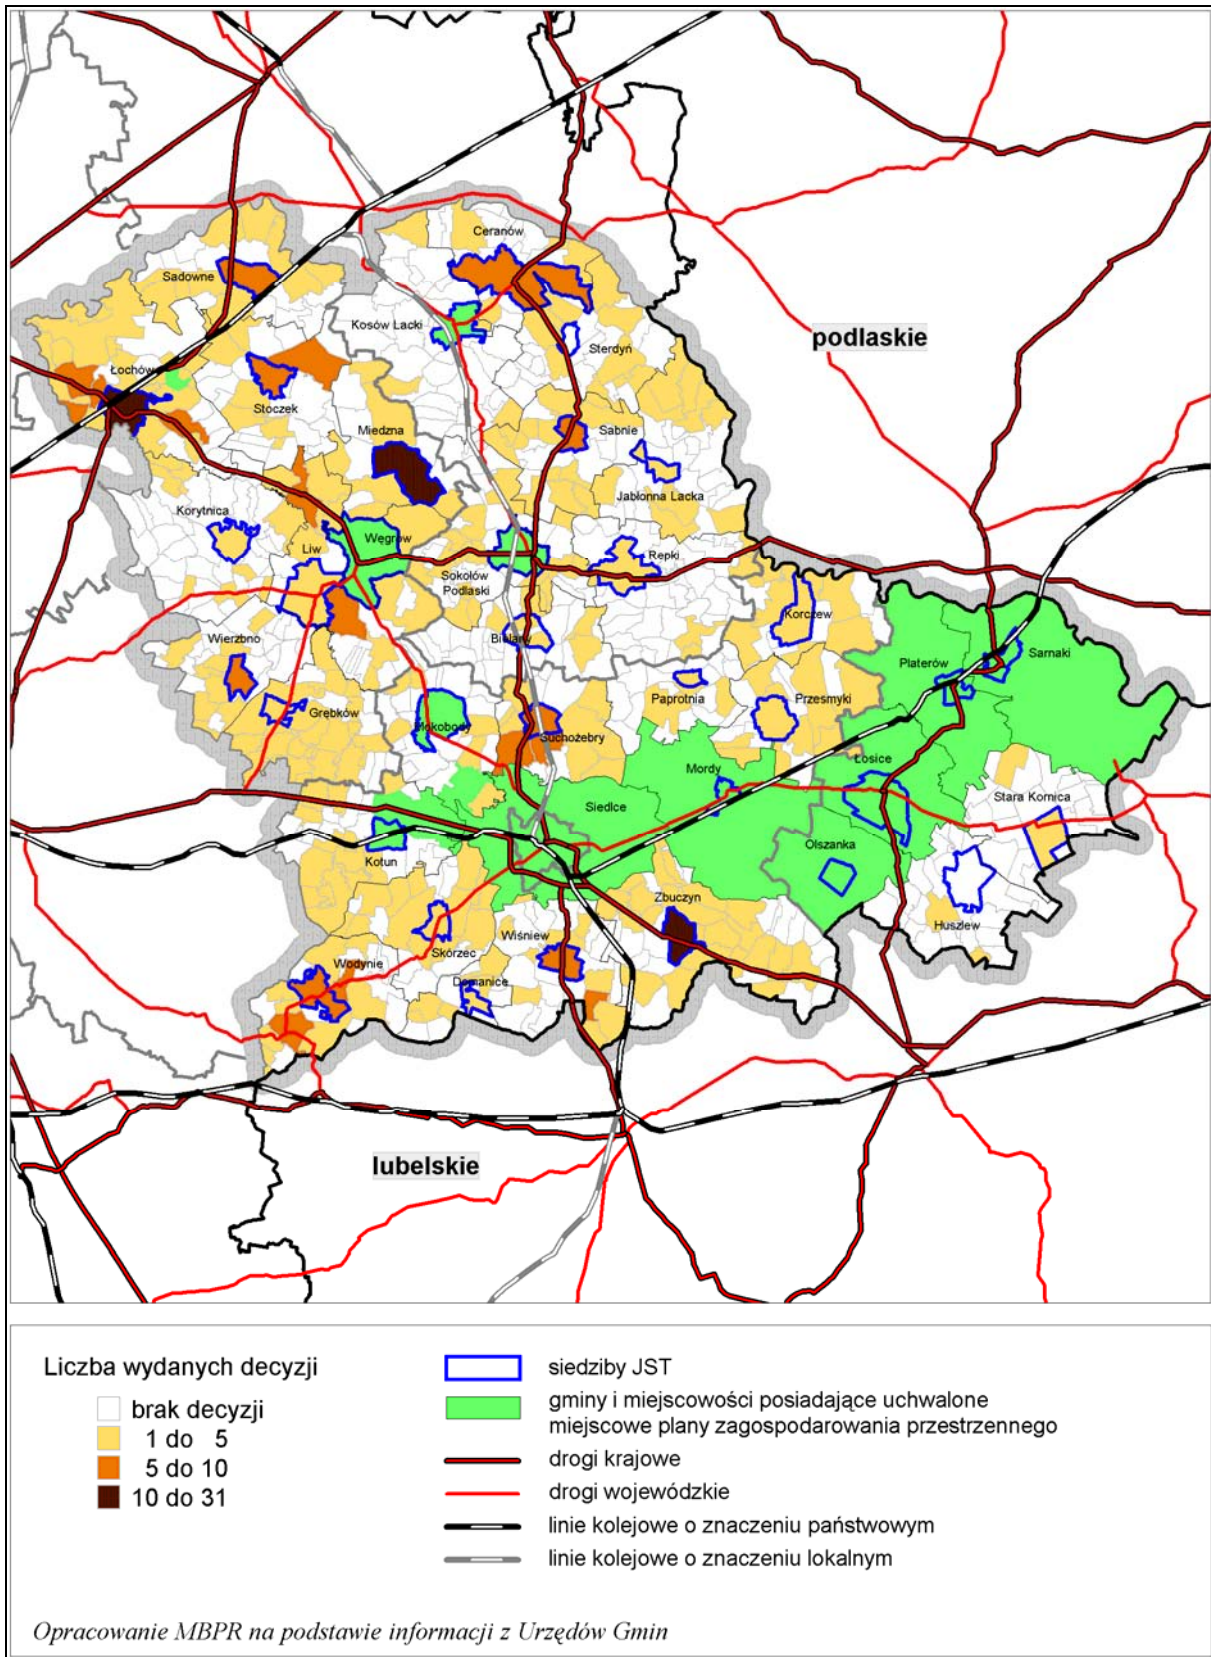 Ceranów
Sadowne
Kosów Lacki
podlaskie
Sterdyń
Łochów
Stoczek
Miedzna
Sabnie
Jabłonna Lacka
Korytnica
Liw
Węgrów
Repki
Sokołów
Podlaski
Korczew
Wierzbno
Bielany
Platerów
Sarnaki
Paprotnia
Przesmyki
Grębków
Mokobody
Suchożebry
Mordy
Łosice
Stara Kornica
Siedlce
Olszanka
Kotuń
Zbuczyn
Huszlew
Wiśniew
Skórzec
Wodynie
Domanice
lubelskie
Liczba wydanych decyzji
brak decyzji
1 do 5
5 do 10
10 do 31
siedziby JST
gminy i miejscowości posiadające uchwalone
miejscowe plany zagospodarowania przestrzennego
drogi krajowe
drogi wojewódzkie
linie kolejowe o znaczeniu państwowym
linie kolejowe o znaczeniu lokalnym
Opracowanie MBPR na podstawie informacji z Urzędów Gmin